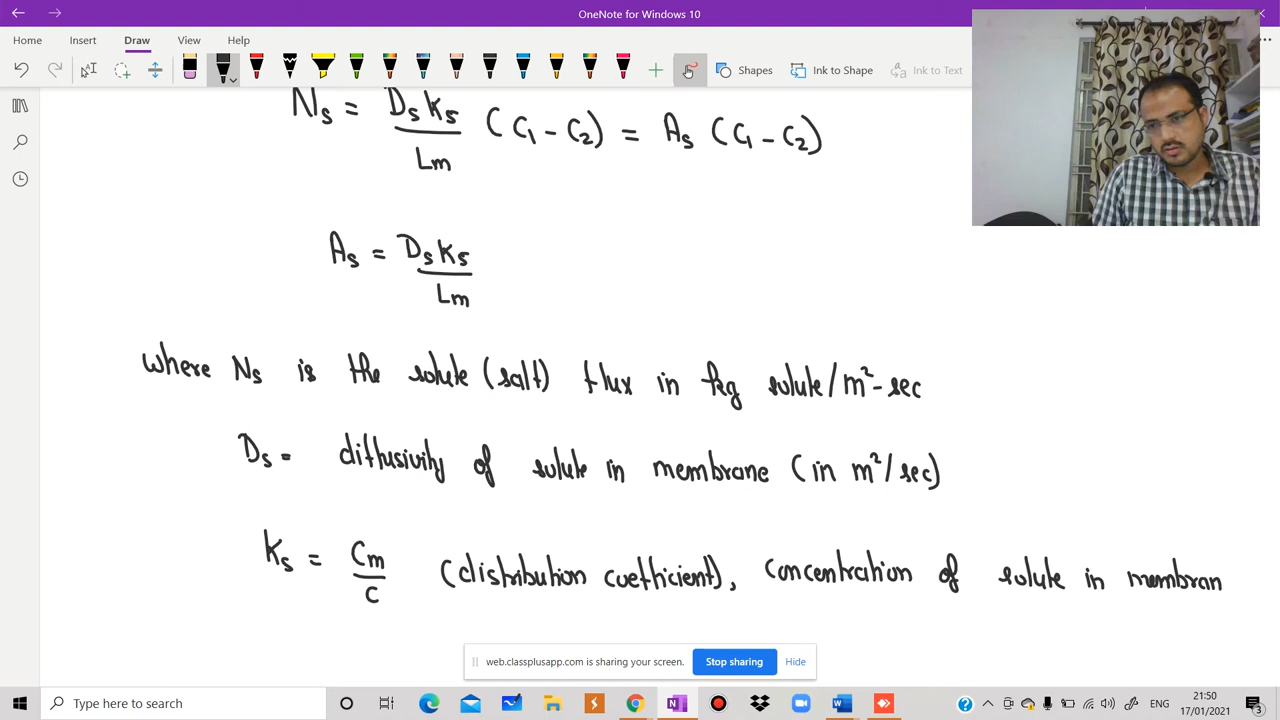 OneNote for Windows 10
Home Insert Draw View Help
Shapes Ink to Shape Ink to Text
Ns = DsKs/Lm (C1 - C2) = As (C1 - C2)
As = DsKs/Lm
where Ns is the solute (salt) flux in kg solute/m²-sec
Ds = diffusivity of solute in membrane (in m²/sec)
Ks = Cm/C (distribution coefficient), concentration of solute in membran
web.classplusapp.com is sharing your screen. Stop sharing Hide
Type here to search
ENG
21:50
17/01/2021
3